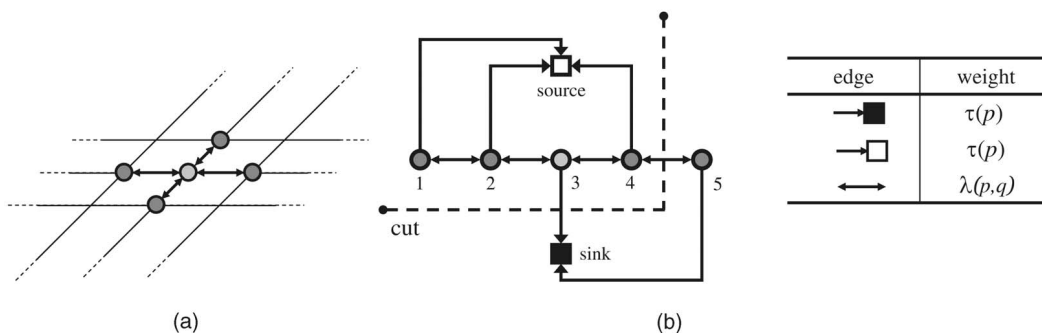 source
1 2 3 4 5
cut
sink
(a)
(b)
edge weight
τ(p)
τ(p)
λ(p,q)